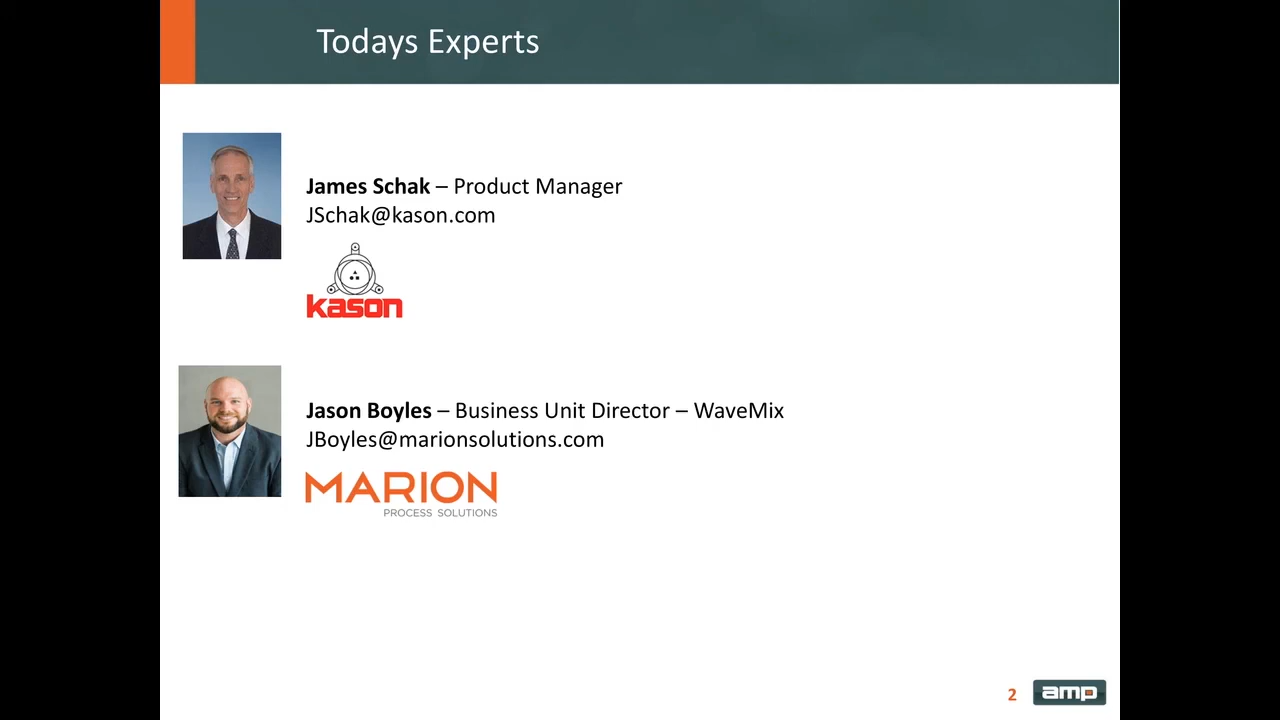 Todays Experts
James Schak – Product Manager
JSchak@kason.com
kason
Jason Boyles – Business Unit Director – WaveMix
JBoyles@marionsolutions.com
MARION
PROCESS SOLUTIONS
2
amp